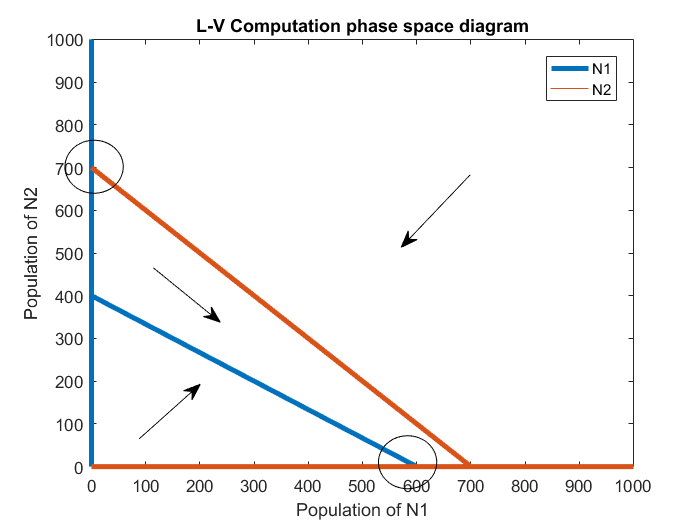 L-V Computation phase space diagram
1000
900
800
700
600
500
400
300
200
100
0
Population of N2
N1
N2
0 100 200 300 400 500 600 700 800 900 1000
Population of N1